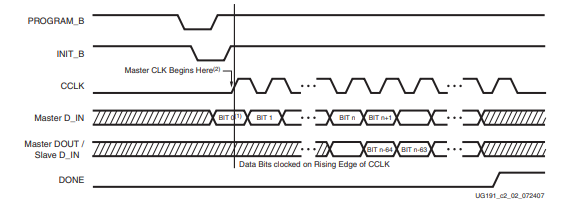 PROGRAM_B
INIT_B
Master CLK Begins Here(2)
CCLK
Master D_IN
BIT 0(1) BIT 1 BIT n BIT n+1
Master DOUT /
Slave D_IN
BIT n-64 BIT n-63
Data Bits clocked on Rising Edge of CCLK
DONE
UG191_c2_02_072407